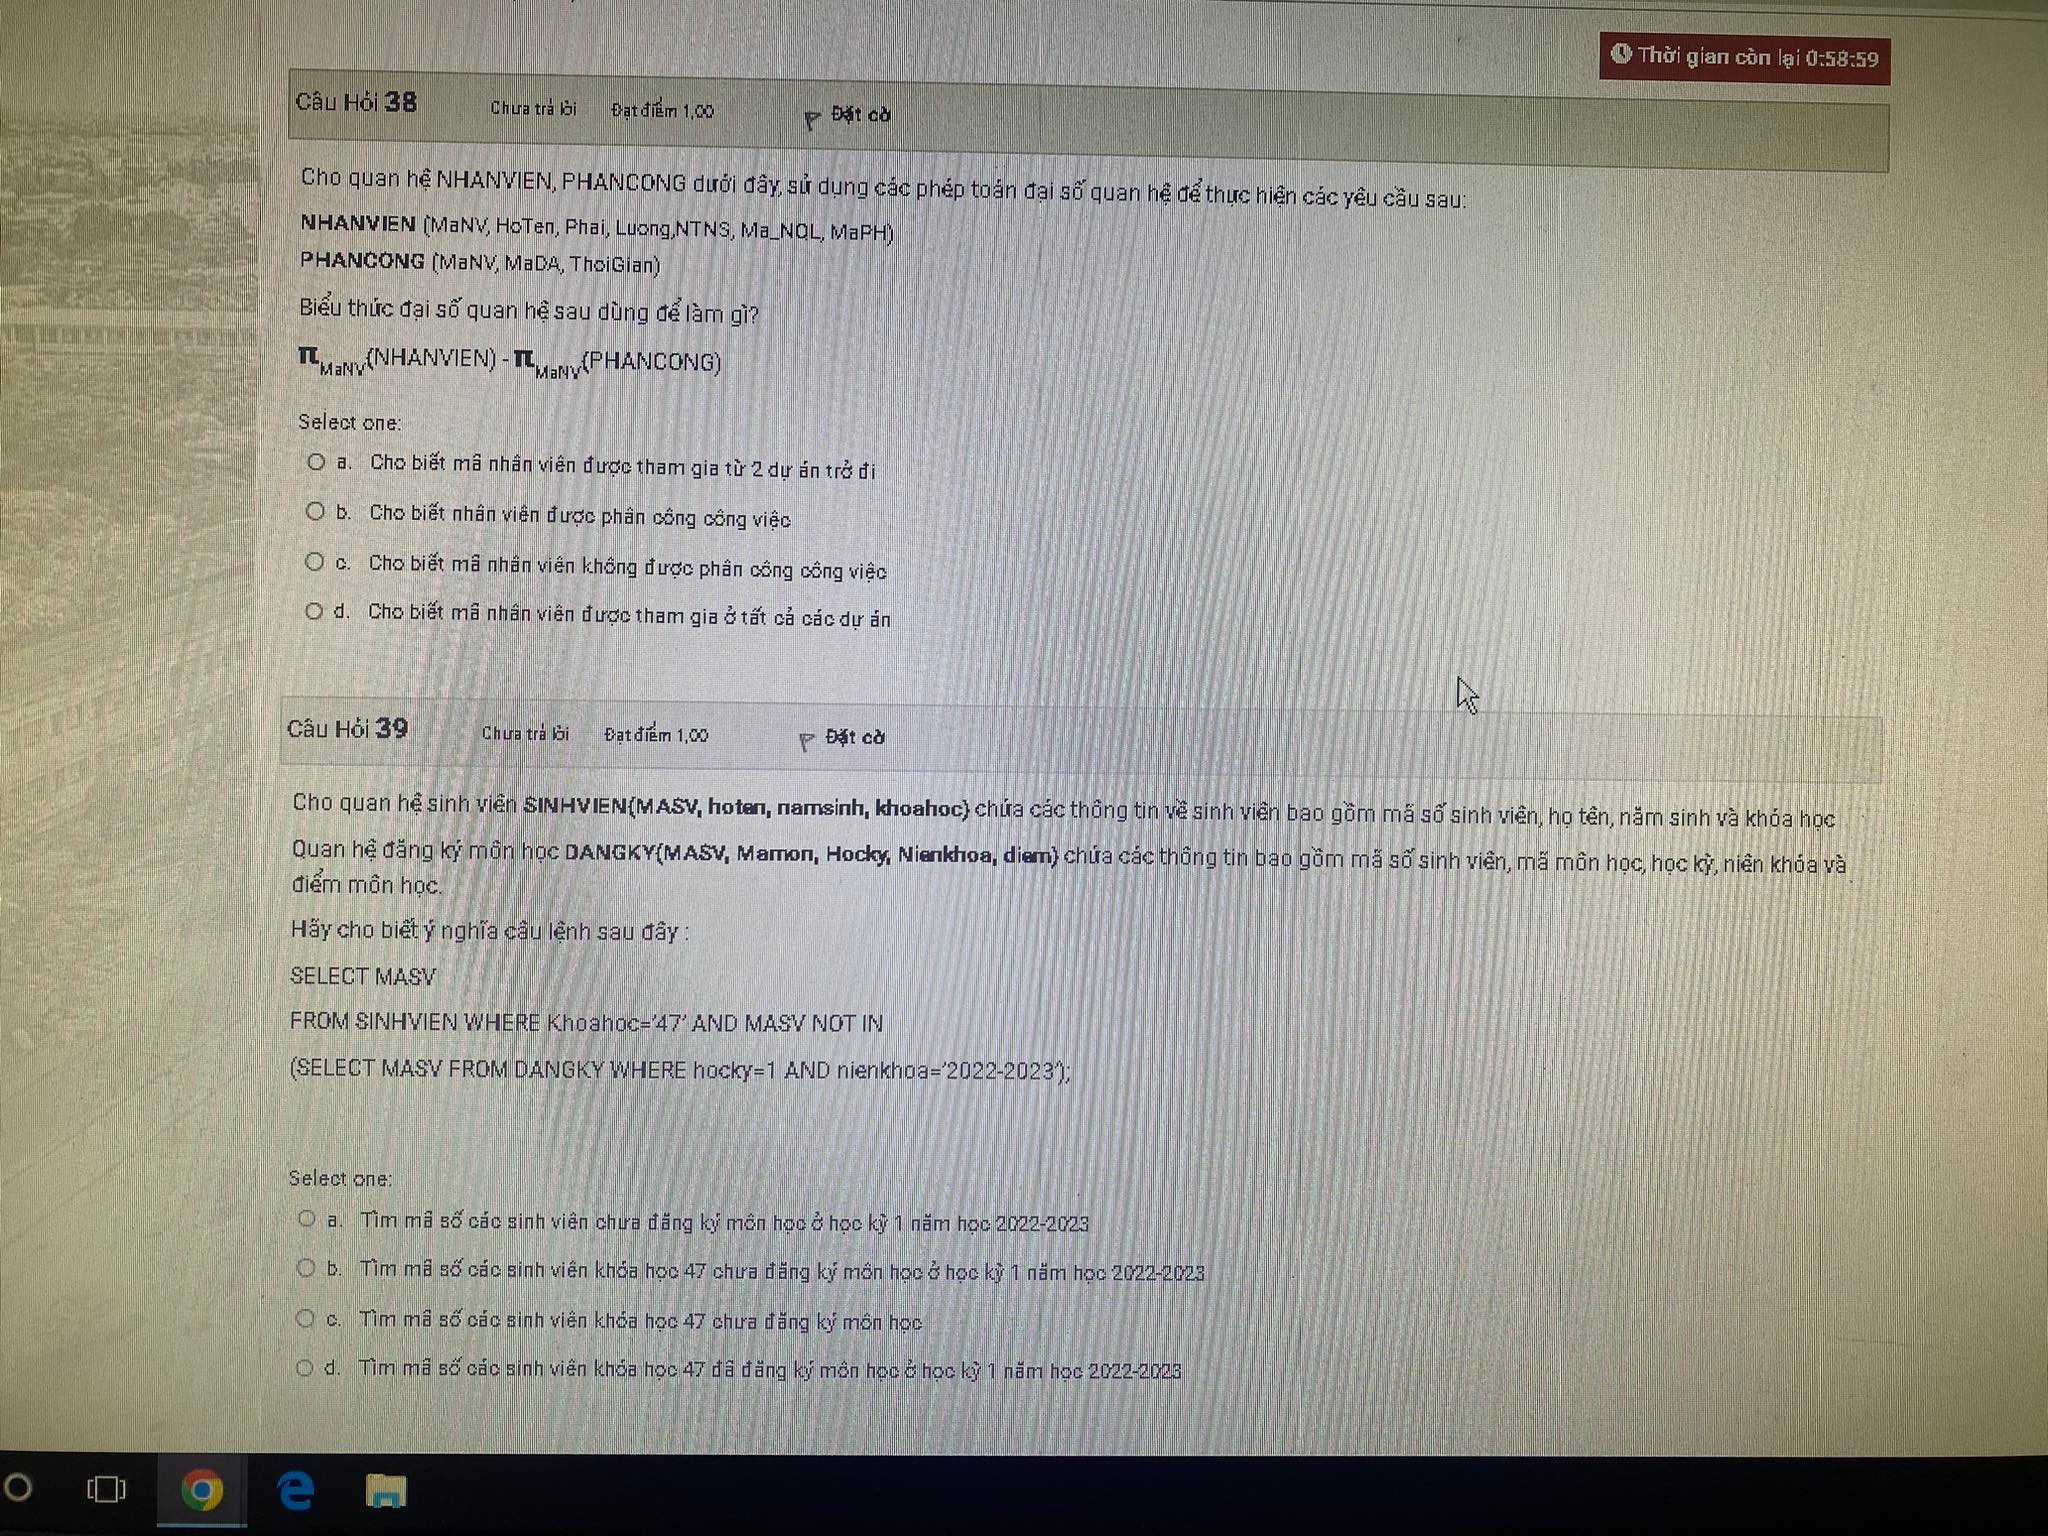 Thời gian còn lại 0:58:59
Câu Hỏi 38 Chưa trả lời Đạt điểm 1,00 Đặt cờ
Cho quan hệ NHANVIEN, PHANCONG dưới đây, sử dụng các phép toán đại số quan hệ để thực hiện các yêu cầu sau:
NHANVIEN (MaNV, HoTen, Phai, Luong,NTNS, Ma_NQL, MaPH)
PHANCONG (MaNV, MaDA, ThoiGian)
Biểu thức đại số quan hệ sau dùng để làm gì?
π MaNV(NHANVIEN) - π MaNV(PHANCONG)
Select one:
a. Cho biết mã nhân viên được tham gia từ 2 dự án trở đi
b. Cho biết nhân viên được phân công công việc
c. Cho biết mã nhân viên không được phân công công việc
d. Cho biết mã nhân viên được tham gia ở tất cả các dự án
Câu Hỏi 39 Chưa trả lời Đạt điểm 1,00 Đặt cờ
Cho quan hệ sinh viên SINHVIEN(MASV, hoten, namsinh, khoahoc) chứa các thông tin về sinh viên bao gồm mã số sinh viên, họ tên, năm sinh và khóa học
Quan hệ đăng ký môn học DANGKY(MASV, Mamon, Hocky, Nienkhoa, diem) chứa các thông tin bao gồm mã số sinh viên, mã môn học, học kỳ, niên khóa và
điểm môn học.
Hãy cho biết ý nghĩa câu lệnh sau đây :
SELECT MASV
FROM SINHVIEN WHERE Khoahoc='47' AND MASV NOT IN
(SELECT MASV FROM DANGKY WHERE hocky=1 AND nienkhoa='2022-2023');
Select one:
a. Tìm mã số các sinh viên chưa đăng ký môn học ở học kỳ 1 năm học 2022-2023
b. Tìm mã số các sinh viên khóa học 47 chưa đăng ký môn học ở học kỳ 1 năm học 2022-2023
c. Tìm mã số các sinh viên khóa học 47 chưa đăng ký môn học
d. Tìm mã số các sinh viên khóa học 47 đã đăng ký môn học ở học kỳ 1 năm học 2022-2023